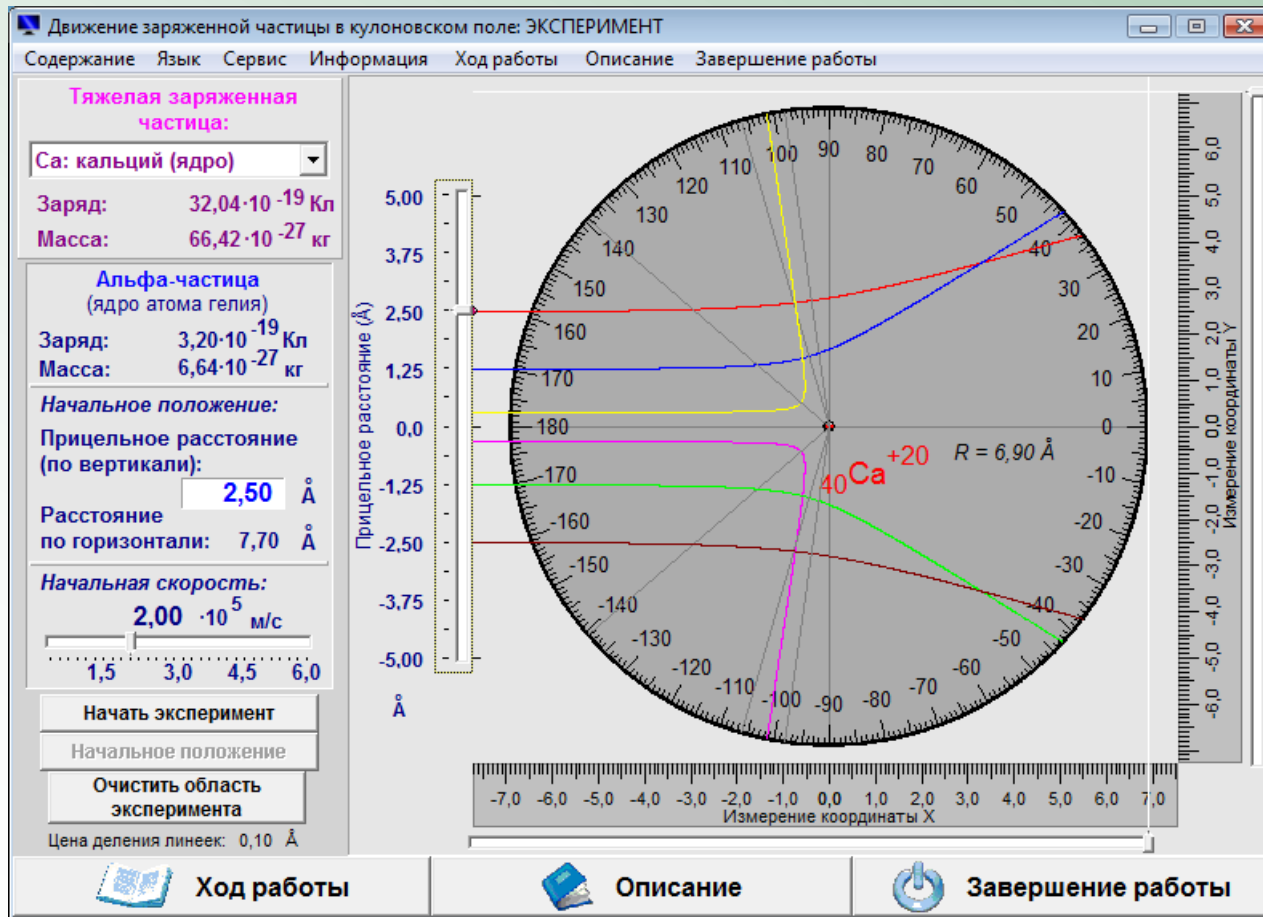 Движение заряженной частицы в кулоновском поле: ЭКСПЕРИМЕНТ
Содержание Язык Сервис Информация Ход работы Описание Завершение работы
Тяжелая заряженная
частица:
Ca: кальций (ядро)
Заряд: 32,04·10 -19 Кл
Масса: 66,42·10 -27 кг
Альфа-частица
(ядро атома гелия)
Заряд: 3,20·10 -19 Кл
Масса: 6,64·10 -27 кг
Начальное положение:
Прицельное расстояние
(по вертикали):
2,50 Å
Расстояние
по горизонтали: 7,70 Å
Начальная скорость:
2,00 ·10 5 м/с
1,5 3,0 4,5 6,0
Начать эксперимент
Начальное положение
Очистить область
эксперимента
Цена деления линеек: 0,10 Å
Прицельное расстояние (Å)
5,00
3,75
2,50
1,25
0,0
-1,25
-2,50
-3,75
-5,00
Å
110 100 90 80 70
120 60
130 50
140 40
150 30
160 20
170 10
180 0
-170 -10
-160 -20
-150 -30
-140 -40
-130 -50
-120 -60
-110 -100 -90 -80 -70
R = 6,90 Å
40Ca+20
6,0
5,0
4,0
3,0
2,0
1,0
0,0
-1,0
-2,0
-3,0
-4,0
-5,0
-6,0
Измерение координаты Y
-7,0 -6,0 -5,0 -4,0 -3,0 -2,0 -1,0 0,0 1,0 2,0 3,0 4,0 5,0 6,0 7,0
Измерение координаты X
Ход работы Описание Завершение работы